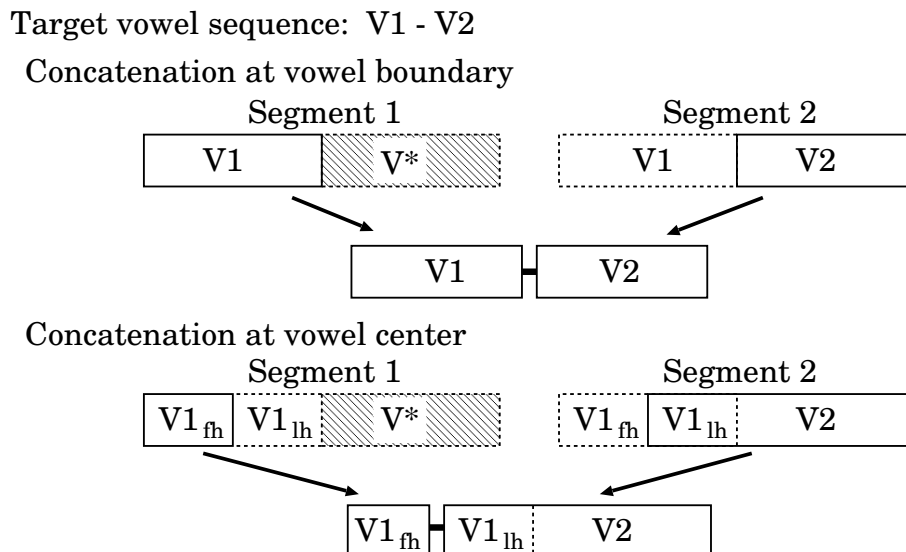 Target vowel sequence: V1 - V2
Concatenation at vowel boundary
Segment 1 Segment 2
V1 V* V1 V2
V1 V2
Concatenation at vowel center
Segment 1 Segment 2
V1fh V1lh V* V1fh V1lh V2
V1fh V1lh V2